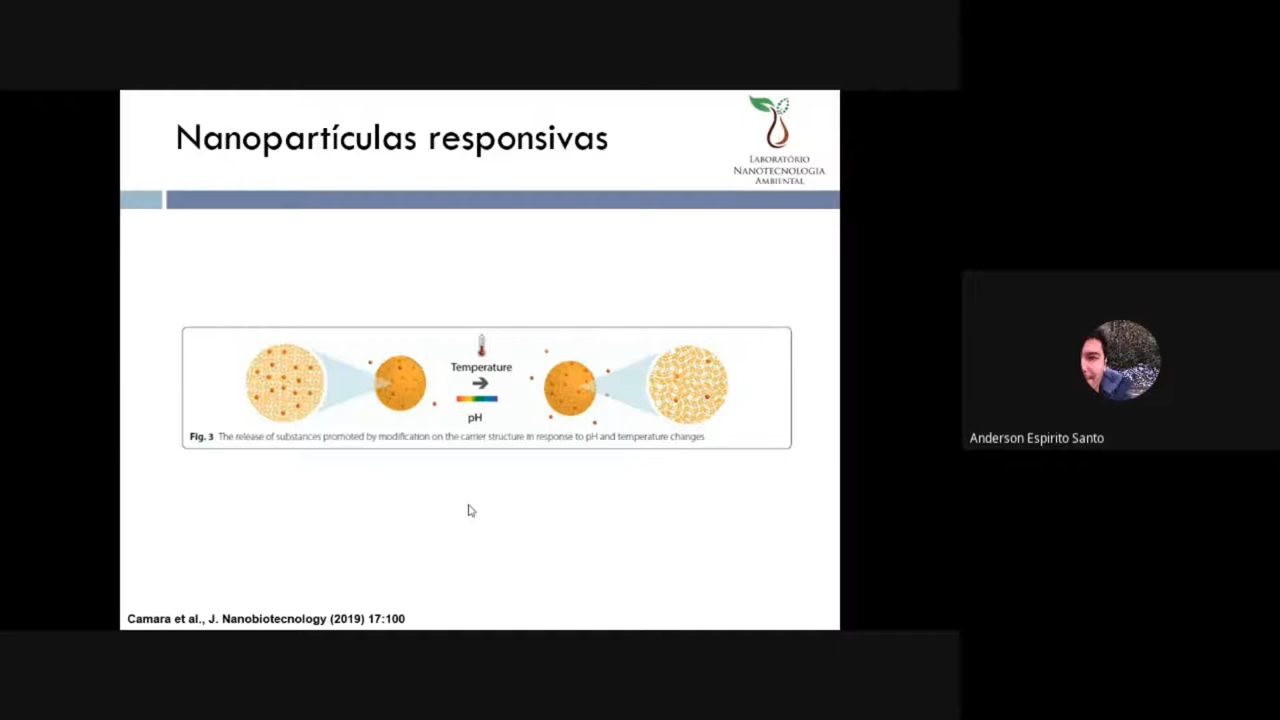 Nanopartículas responsivas
LABORATÓRIO
NANOTECNOLOGIA
AMBIENTAL
Temperature
pH
Fig. 3 The release of substances promoted by modification on the carrier structure in response to pH and temperature changes
Anderson Espirito Santo
Camara et al., J. Nanobiotecnology (2019) 17:100